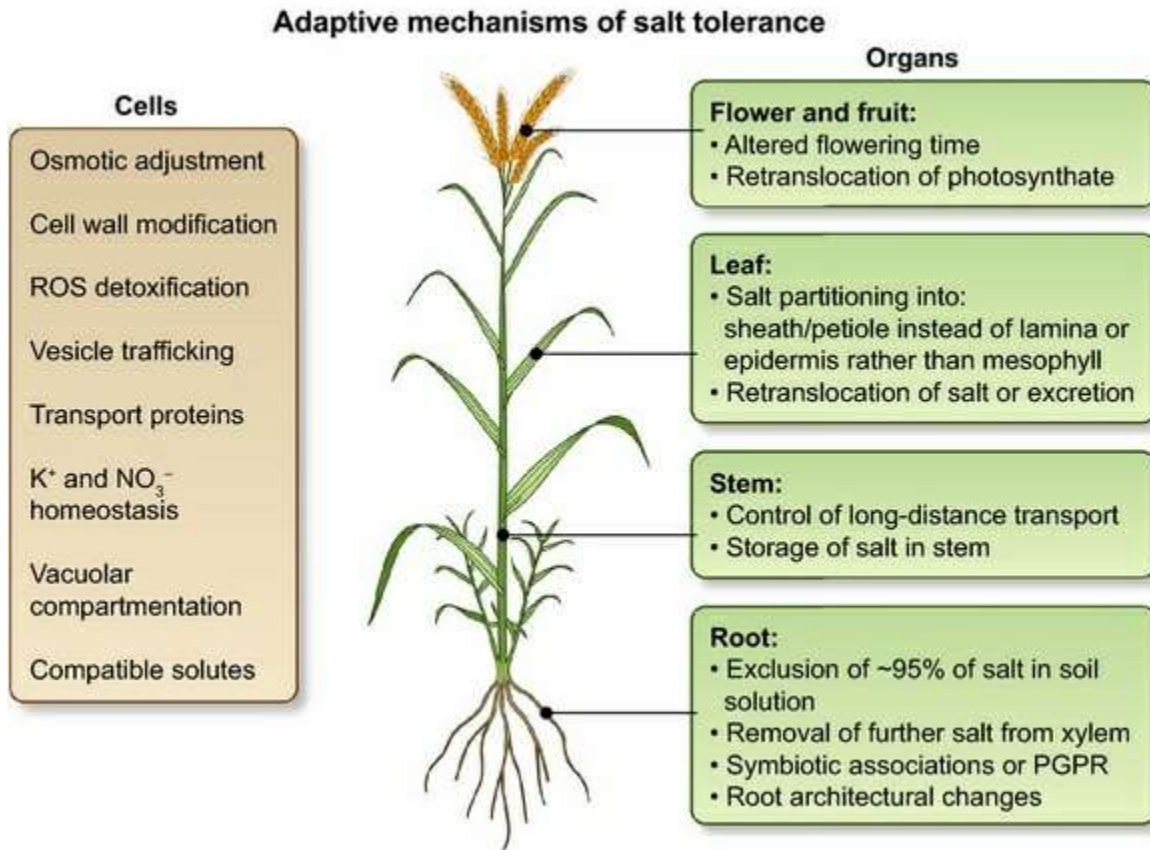 Adaptive mechanisms of salt tolerance
Cells
Osmotic adjustment
Cell wall modification
ROS detoxification
Vesicle trafficking
Transport proteins
K⁺ and NO₃⁻
homeostasis
Vacuolar
compartmentation
Compatible solutes
Organs
Flower and fruit:
• Altered flowering time
• Retranslocation of photosynthate
Leaf:
• Salt partitioning into:
sheath/petiole instead of lamina or
epidermis rather than mesophyll
• Retranslocation of salt or excretion
Stem:
• Control of long-distance transport
• Storage of salt in stem
Root:
• Exclusion of ~95% of salt in soil
solution
• Removal of further salt from xylem
• Symbiotic associations or PGPR
• Root architectural changes